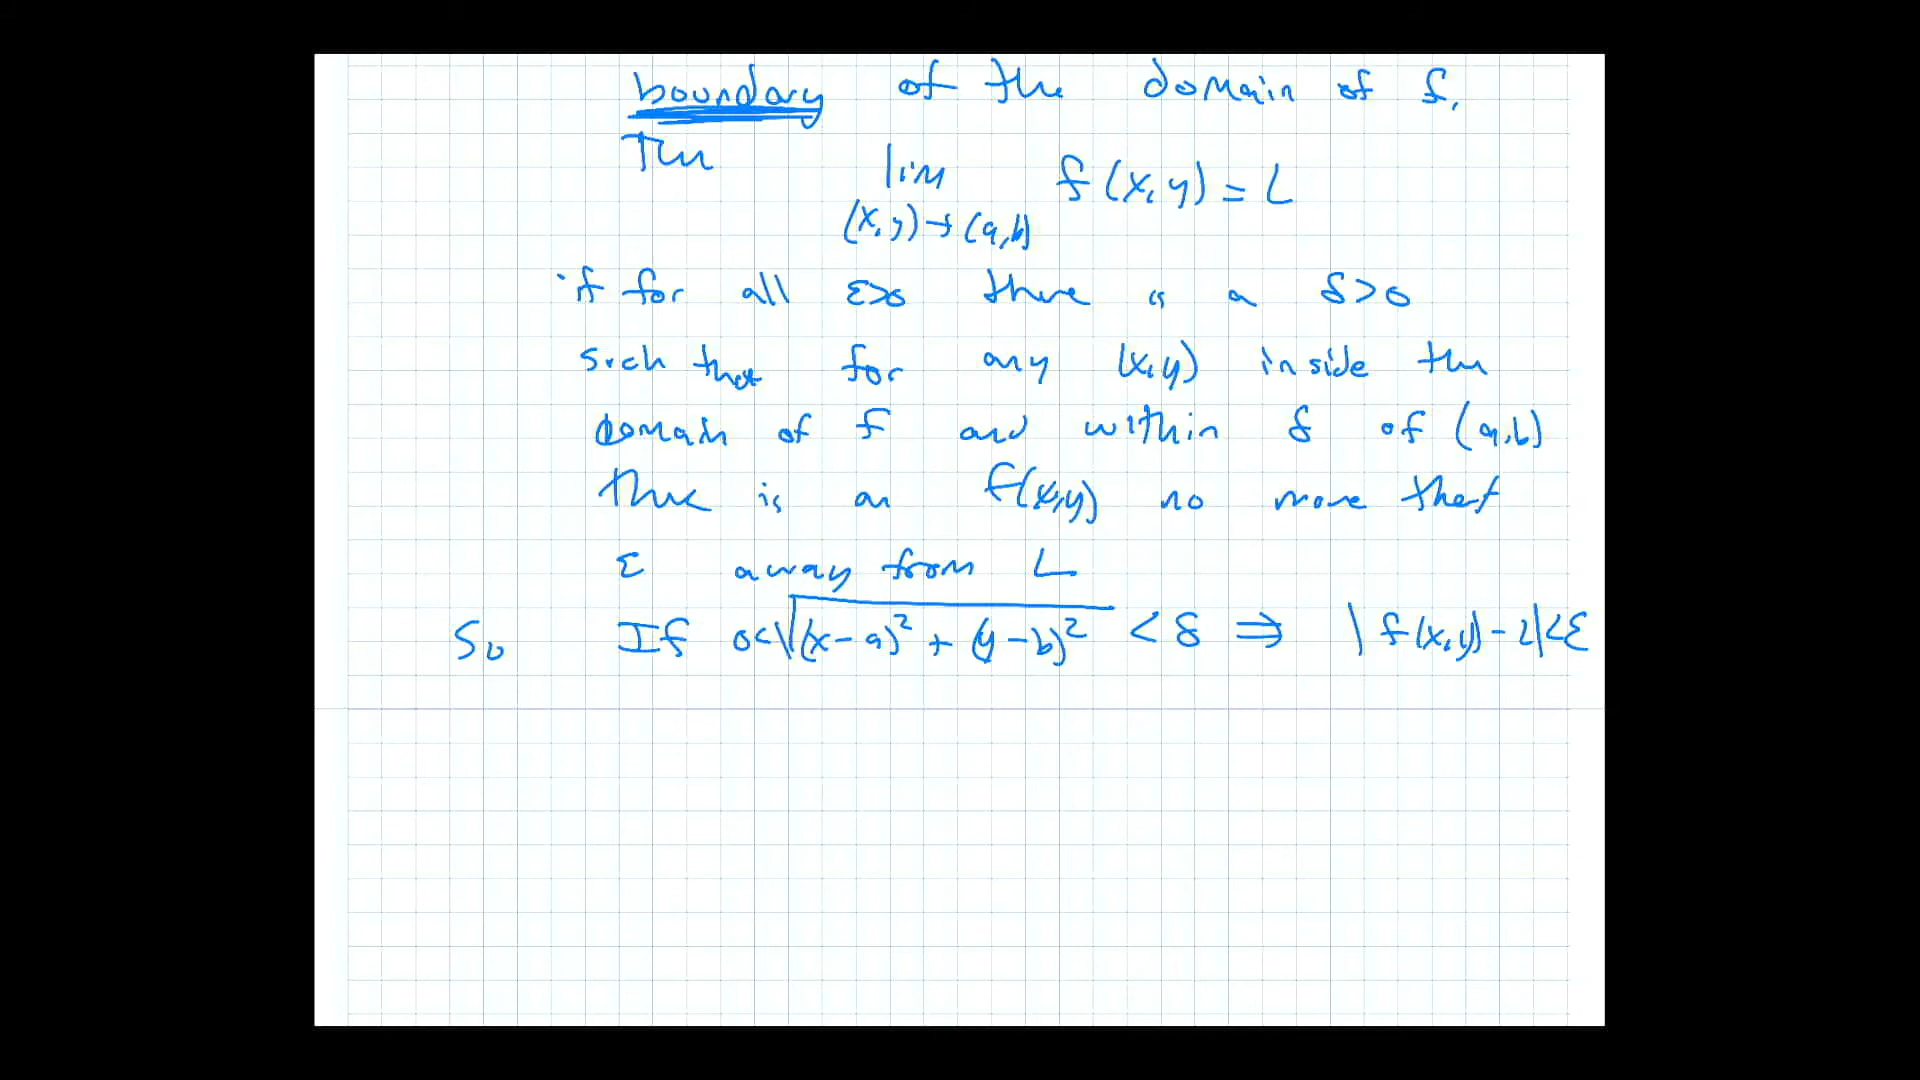 boundary of the domain of f.
The lim f(x,y) = L
(x,y)→(a,b)
if for all ε>0 there is a δ>0
such that for any (x,y) inside the
domain of f and within δ of (a,b)
there is an f(x,y) no more that
ε away from L
So If 0<√((x-a)² + (y-b)²) < δ ⇒ |f(x,y)-L|<ε